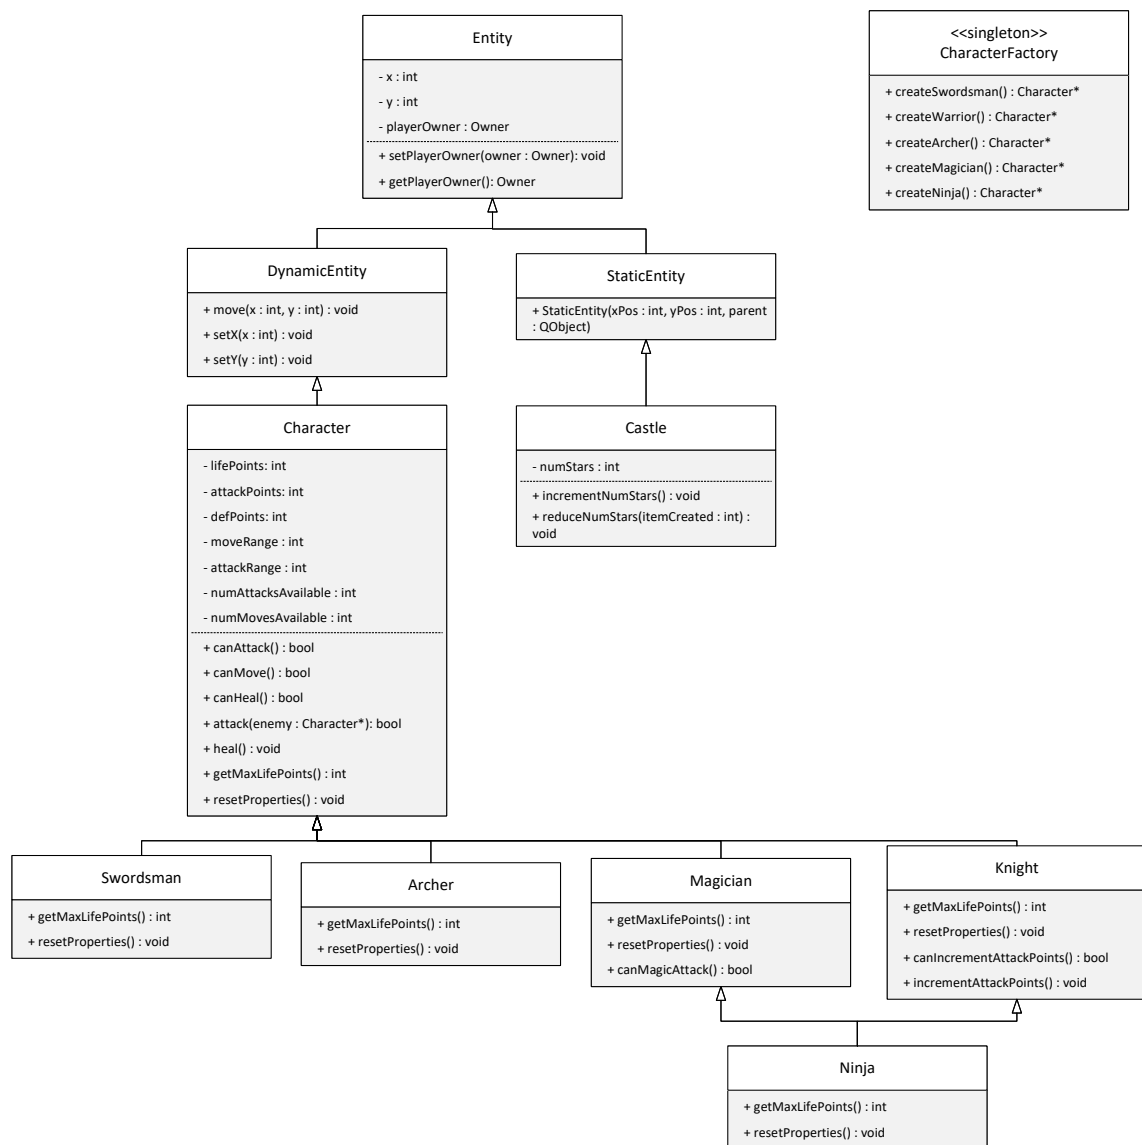 Entity
- x : int
- y : int
- playerOwner : Owner
+ setPlayerOwner(owner : Owner): void
+ getPlayerOwner(): Owner
<<singleton>>
CharacterFactory
+ createSwordsman() : Character*
+ createWarrior() : Character*
+ createArcher() : Character*
+ createMagician() : Character*
+ createNinja() : Character*
DynamicEntity
+ move(x : int, y : int) : void
+ setX(x : int) : void
+ setY(y : int) : void
StaticEntity
+ StaticEntity(xPos : int, yPos : int, parent
: QObject)
Character
- lifePoints: int
- attackPoints: int
- defPoints: int
- moveRange : int
- attackRange : int
- numAttacksAvailable : int
- numMovesAvailable : int
+ canAttack() : bool
+ canMove() : bool
+ canHeal() : bool
+ attack(enemy : Character*): bool
+ heal() : void
+ getMaxLifePoints() : int
+ resetProperties() : void
Castle
- numStars : int
+ incrementNumStars() : void
+ reduceNumStars(itemCreated : int) :
void
Swordsman
+ getMaxLifePoints() : int
+ resetProperties() : void
Archer
+ getMaxLifePoints() : int
+ resetProperties() : void
Magician
+ getMaxLifePoints() : int
+ resetProperties() : void
+ canMagicAttack() : bool
Knight
+ getMaxLifePoints() : int
+ resetProperties() : void
+ canIncrementAttackPoints() : bool
+ incrementAttackPoints() : void
Ninja
+ getMaxLifePoints() : int
+ resetProperties() : void